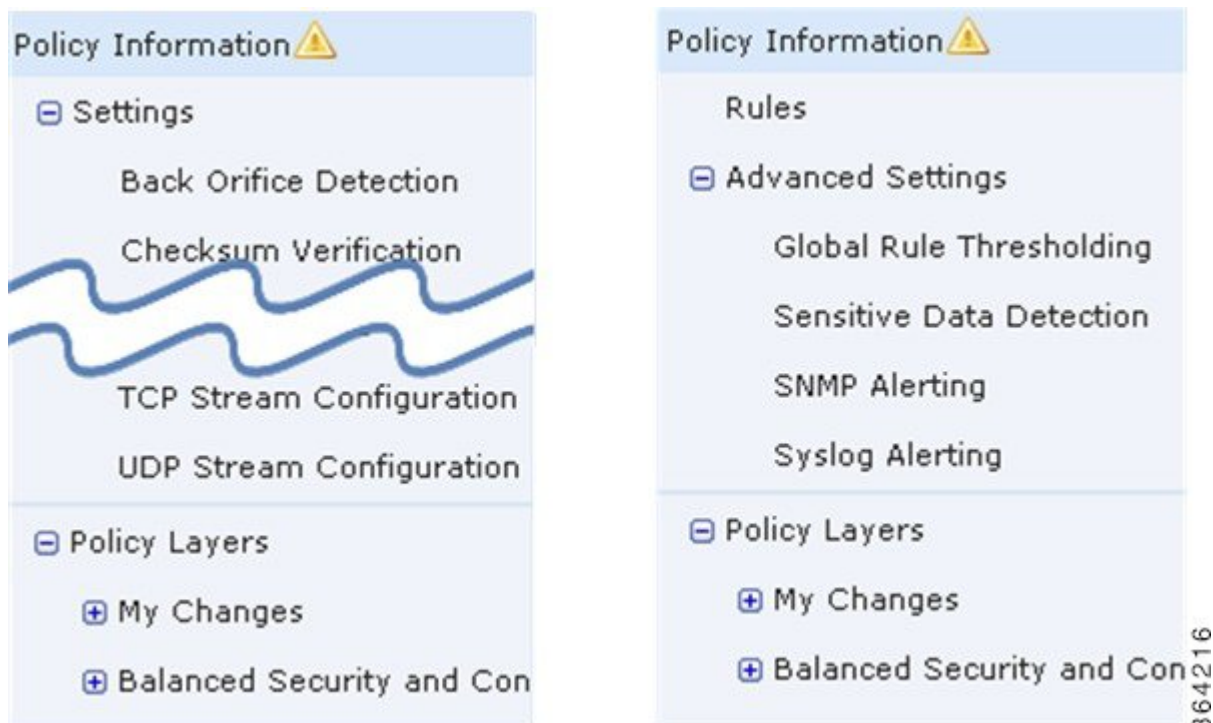 Policy Information
Settings
Back Orifice Detection
Checksum Verification
TCP Stream Configuration
UDP Stream Configuration
Policy Layers
My Changes
Balanced Security and Con
Policy Information
Rules
Advanced Settings
Global Rule Thresholding
Sensitive Data Detection
SNMP Alerting
Syslog Alerting
Policy Layers
My Changes
Balanced Security and Con
364216